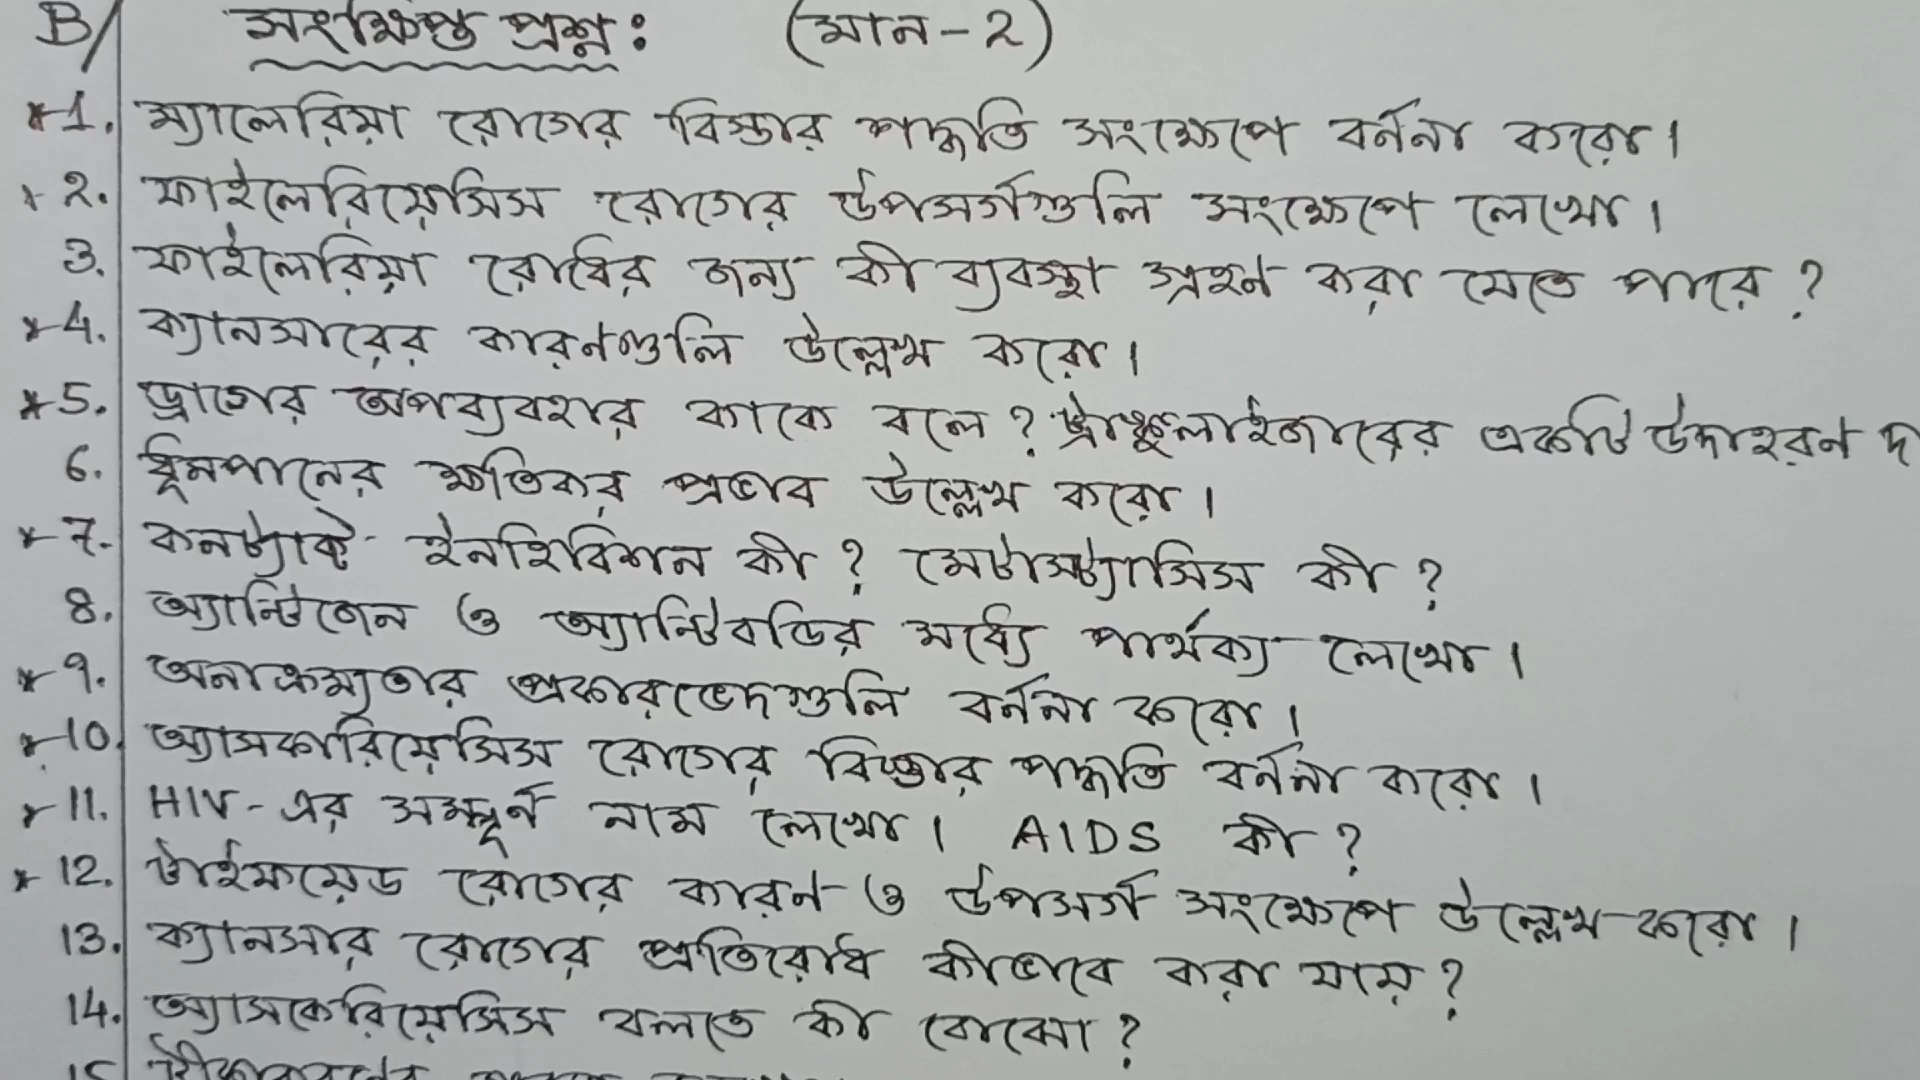 B/ সংক্ষিপ্ত প্রশ্ন: (মান-2)
*1. ম্যালেরিয়া রোগের বিস্তার পদ্ধতি সংক্ষেপে বর্ননা করো।
*2. ফাইলেরিয়েসিস রোগের উপসর্গগুলি সংক্ষেপে লেখো।
3. ফাইলেরিয়া রোধের জন্য কী ব্যবস্থা গ্রহণ করা যেতে পারে?
*4. ক্যানসারের কারণগুলি উল্লেখ করো।
*5. ড্রাগের অপব্যবহার কাকে বলে? ট্রাঙ্কুলাইজারের একটি উদাহরণ
6. ধূমপানের ক্ষতিকর প্রভাব উল্লেখ করো।
*7. কনট্যাক্ট ইনহিবিশন কী? মেটাস্ট্যাসিস কী?
8. অ্যান্টিজেন ও অ্যান্টিবডির মধ্যে পার্থক্য লেখো।
*9. অনাক্রম্যতার প্রকারভেদগুলি বর্ননা করো।
*10. অ্যাসকারিয়েসিস রোগের বিস্তার পদ্ধতি বর্ননা করো।
*11. HIV-এর সম্পূর্ন নাম লেখো। AIDS কী?
*12. টাইফয়েড রোগের কারণ ও উপসর্গ সংক্ষেপে উল্লেখ করো।
13. ক্যানসার রোগের প্রতিরোধ কীভাবে করা যায়?
14. অ্যাসকেরিয়েসিস বলতে কী বোঝো?